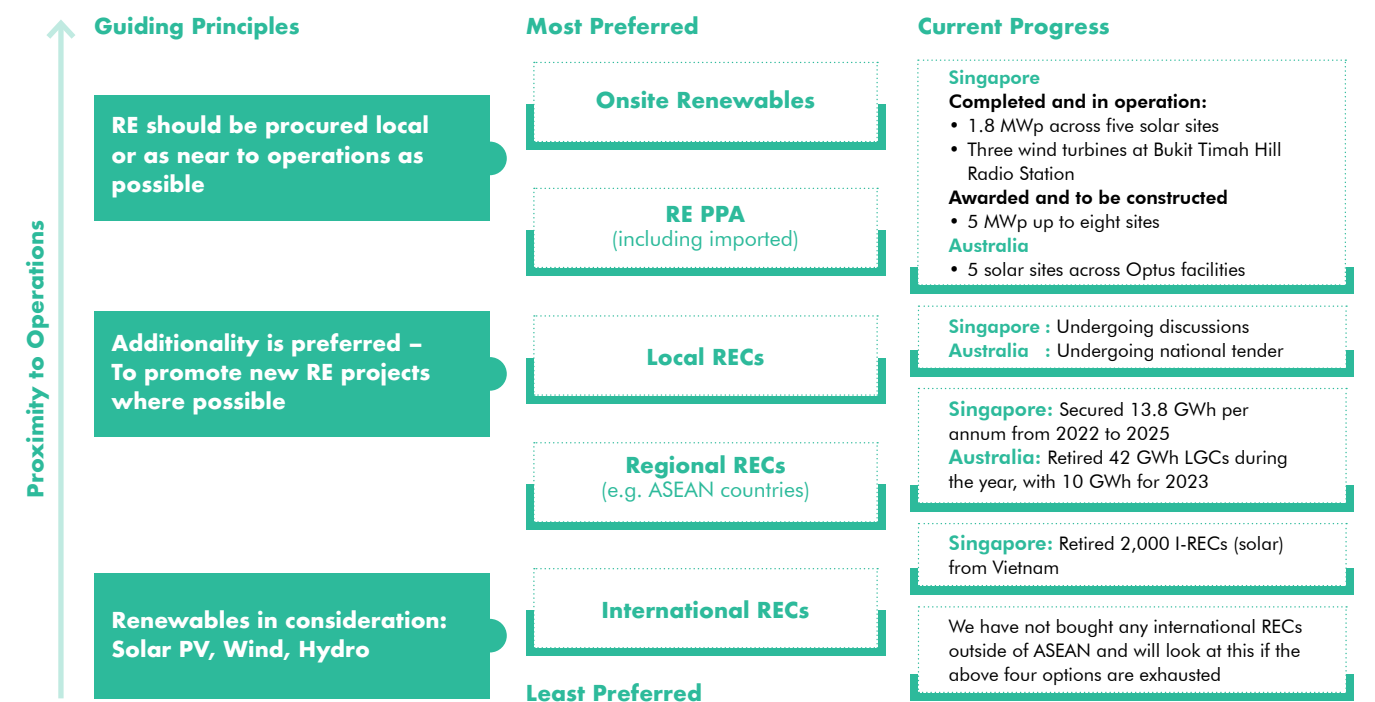 Proximity to Operations
Guiding Principles
RE should be procured local
or as near to operations as
possible
Additionality is preferred –
To promote new RE projects
where possible
Renewables in consideration:
Solar PV, Wind, Hydro
Most Preferred
Onsite Renewables
RE PPA
(including imported)
Local RECs
Regional RECs
(e.g. ASEAN countries)
International RECs
Least Preferred
Current Progress
Singapore
Completed and in operation:
• 1.8 MWp across five solar sites
• Three wind turbines at Bukit Timah Hill
Radio Station
Awarded and to be constructed
• 5 MWp up to eight sites
Australia
• 5 solar sites across Optus facilities
Singapore : Undergoing discussions
Australia : Undergoing national tender
Singapore: Secured 13.8 GWh per
annum from 2022 to 2025
Australia: Retired 42 GWh LGCs during
the year, with 10 GWh for 2023
Singapore: Retired 2,000 I-RECs (solar)
from Vietnam
We have not bought any international RECs
outside of ASEAN and will look at this if the
above four options are exhausted